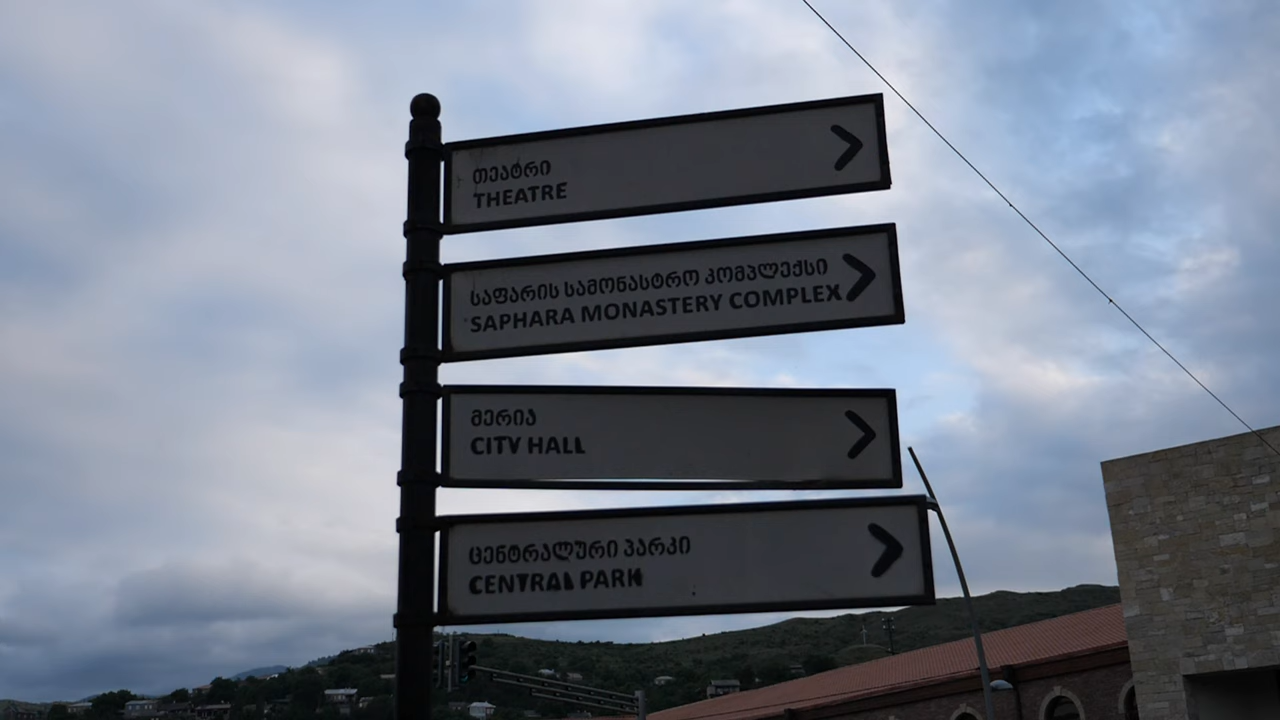 თეატრი
THEATRE
საფარის სამონასტრო კომპლექსი
SAPHARA MONASTERY COMPLEX
მერია
CITY HALL
ცენტრალური პარკი
CENTRAL PARK